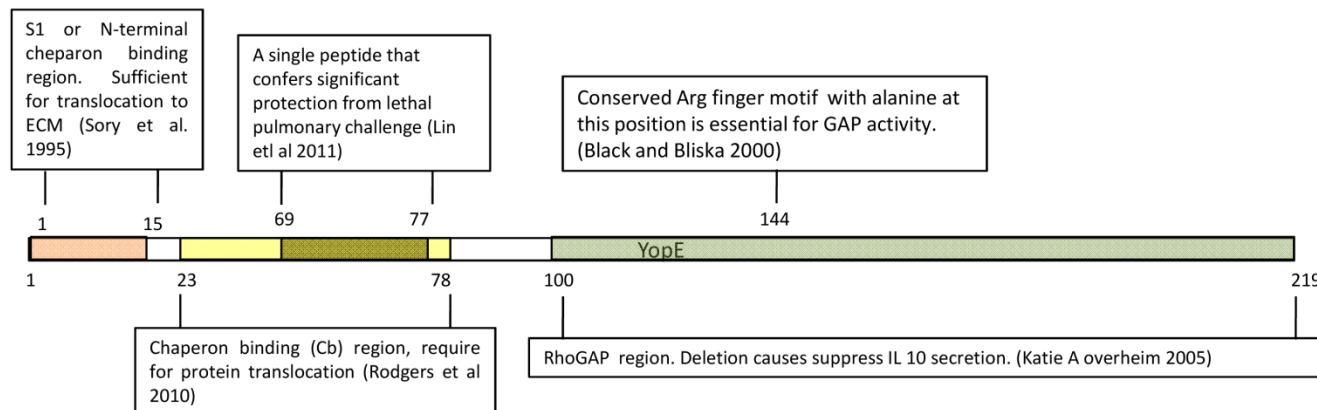 S1 or N-terminal
cheparon binding
region. Sufficient
for translocation to
ECM (Sory et al.
1995)
A single peptide that
confers significant
protection from lethal
pulmonary challenge (Lin
etl al 2011)
Conserved Arg finger motif with alanine at
this position is essential for GAP activity.
(Black and Bliska 2000)
1
15
69
77
144
YopE
1
23
78
100
219
Chaperon binding (Cb) region, require
for protein translocation (Rodgers et al
2010)
RhoGAP region. Deletion causes suppress IL 10 secretion. (Katie A overheim 2005)